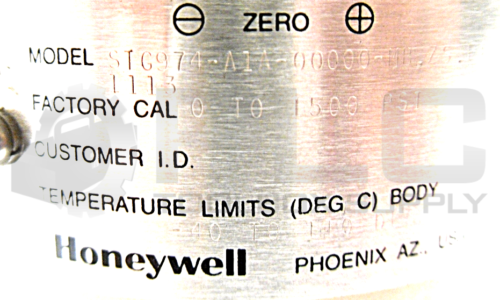 ⊖ ZERO ⊕
MODEL STG974-A1A-00000-
1113
FACTORY CAL 0 TO 1500
CUSTOMER I.D.
TEMPERATURE LIMITS (DEG C) BODY
Honeywell PHOENIX AZ., US